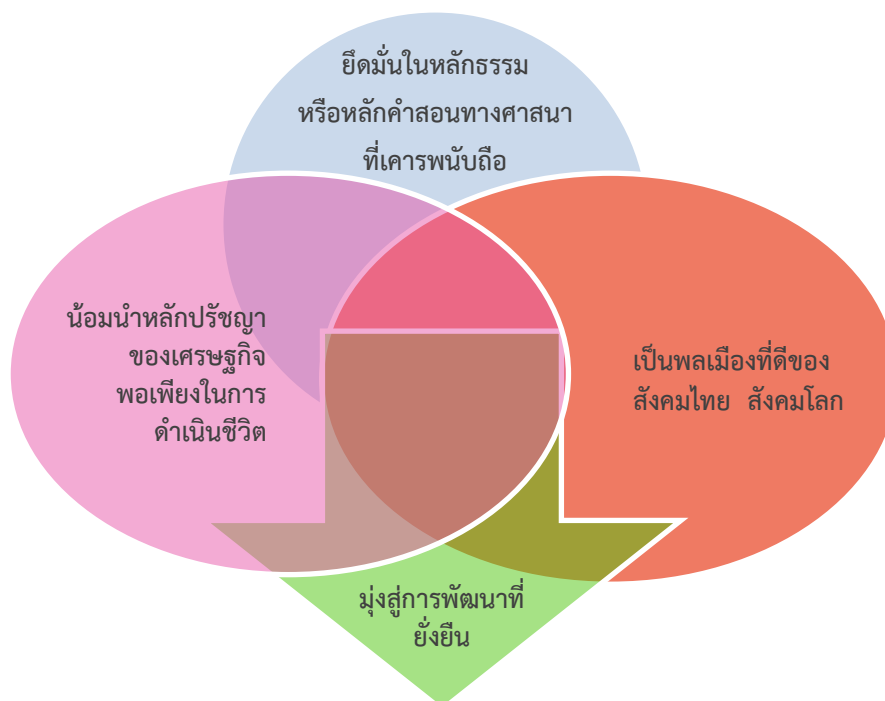 ยึดมั่นในหลักธรรม
หรือหลักคำสอนทางศาสนา
ที่เคารพนับถือ
น้อมนำหลักปรัชญา
ของเศรษฐกิจ
พอเพียงในการ
ดำเนินชีวิต
เป็นพลเมืองที่ดีของ
สังคมไทย สังคมโลก
มุ่งสู่การพัฒนาที่
ยั่งยืน